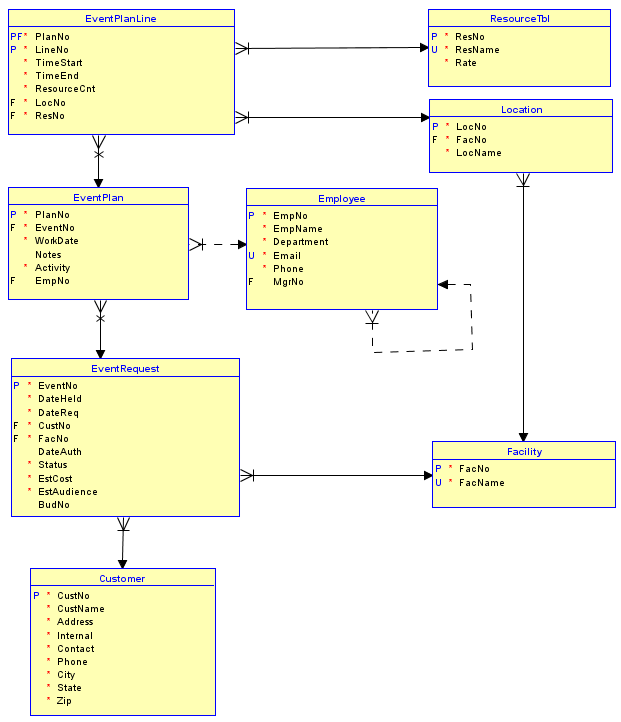 EventPlanLine
PF* PlanNo
P * LineNo
* TimeStart
* TimeEnd
* ResourceCnt
F * LocNo
F * ResNo
ResourceTbl
P * ResNo
U * ResName
* Rate
Location
P * LocNo
F * FacNo
* LocName
EventPlan
P * PlanNo
F * EventNo
* WorkDate
Notes
* Activity
F EmpNo
Employee
P * EmpNo
* EmpName
* Department
U * Email
* Phone
F MgrNo
EventRequest
P * EventNo
* DateHeld
* DateReq
F * CustNo
F * FacNo
DateAuth
* Status
* EstCost
* EstAudience
BudNo
Facility
P * FacNo
U * FacName
Customer
P * CustNo
* CustName
* Address
* Internal
* Contact
* Phone
* City
* State
* Zip